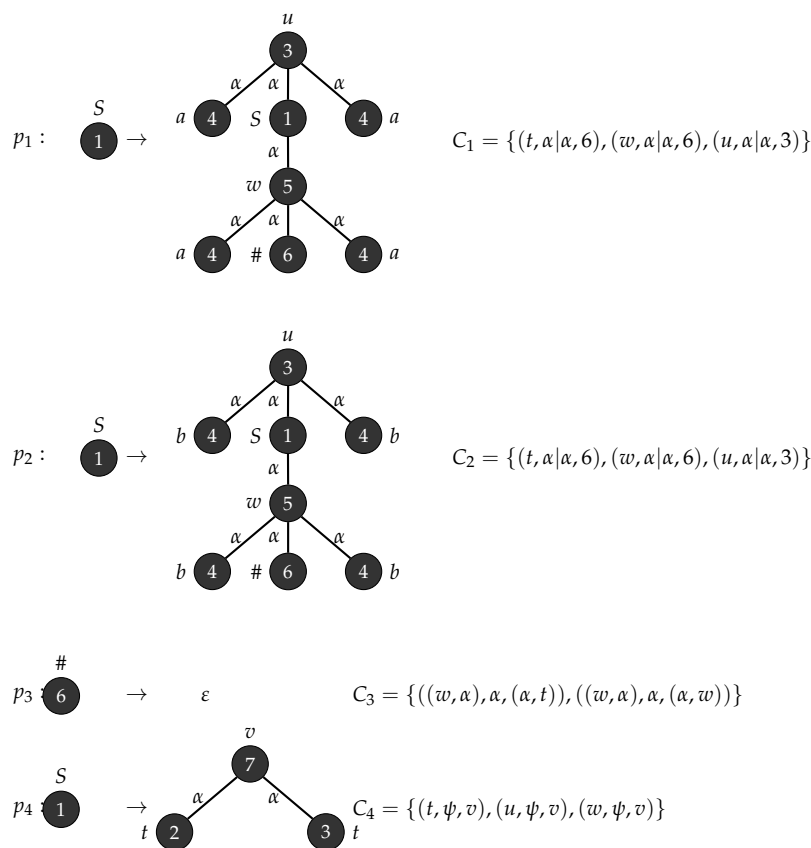 u
3
α α α
S
p₁ : 1 → a 4 S 1 4 a C₁ = {(t, α|α, 6), (w, α|α, 6), (u, α|α, 3)}
α
w 5
α α α
a 4 # 6 4 a
u
3
α α α
S
p₂ : 1 → b 4 S 1 4 b C₂ = {(t, α|α, 6), (w, α|α, 6), (u, α|α, 3)}
α
w 5
α α α
b 4 # 6 4 b
#
p₃ : 6 → ε C₃ = {((w, α), α, (α, t)), ((w, α), α, (α, w))}
v
7
S
α α
p₄ : 1 → t 2 3 t C₄ = {(t, ψ, v), (u, ψ, v), (w, ψ, v)}